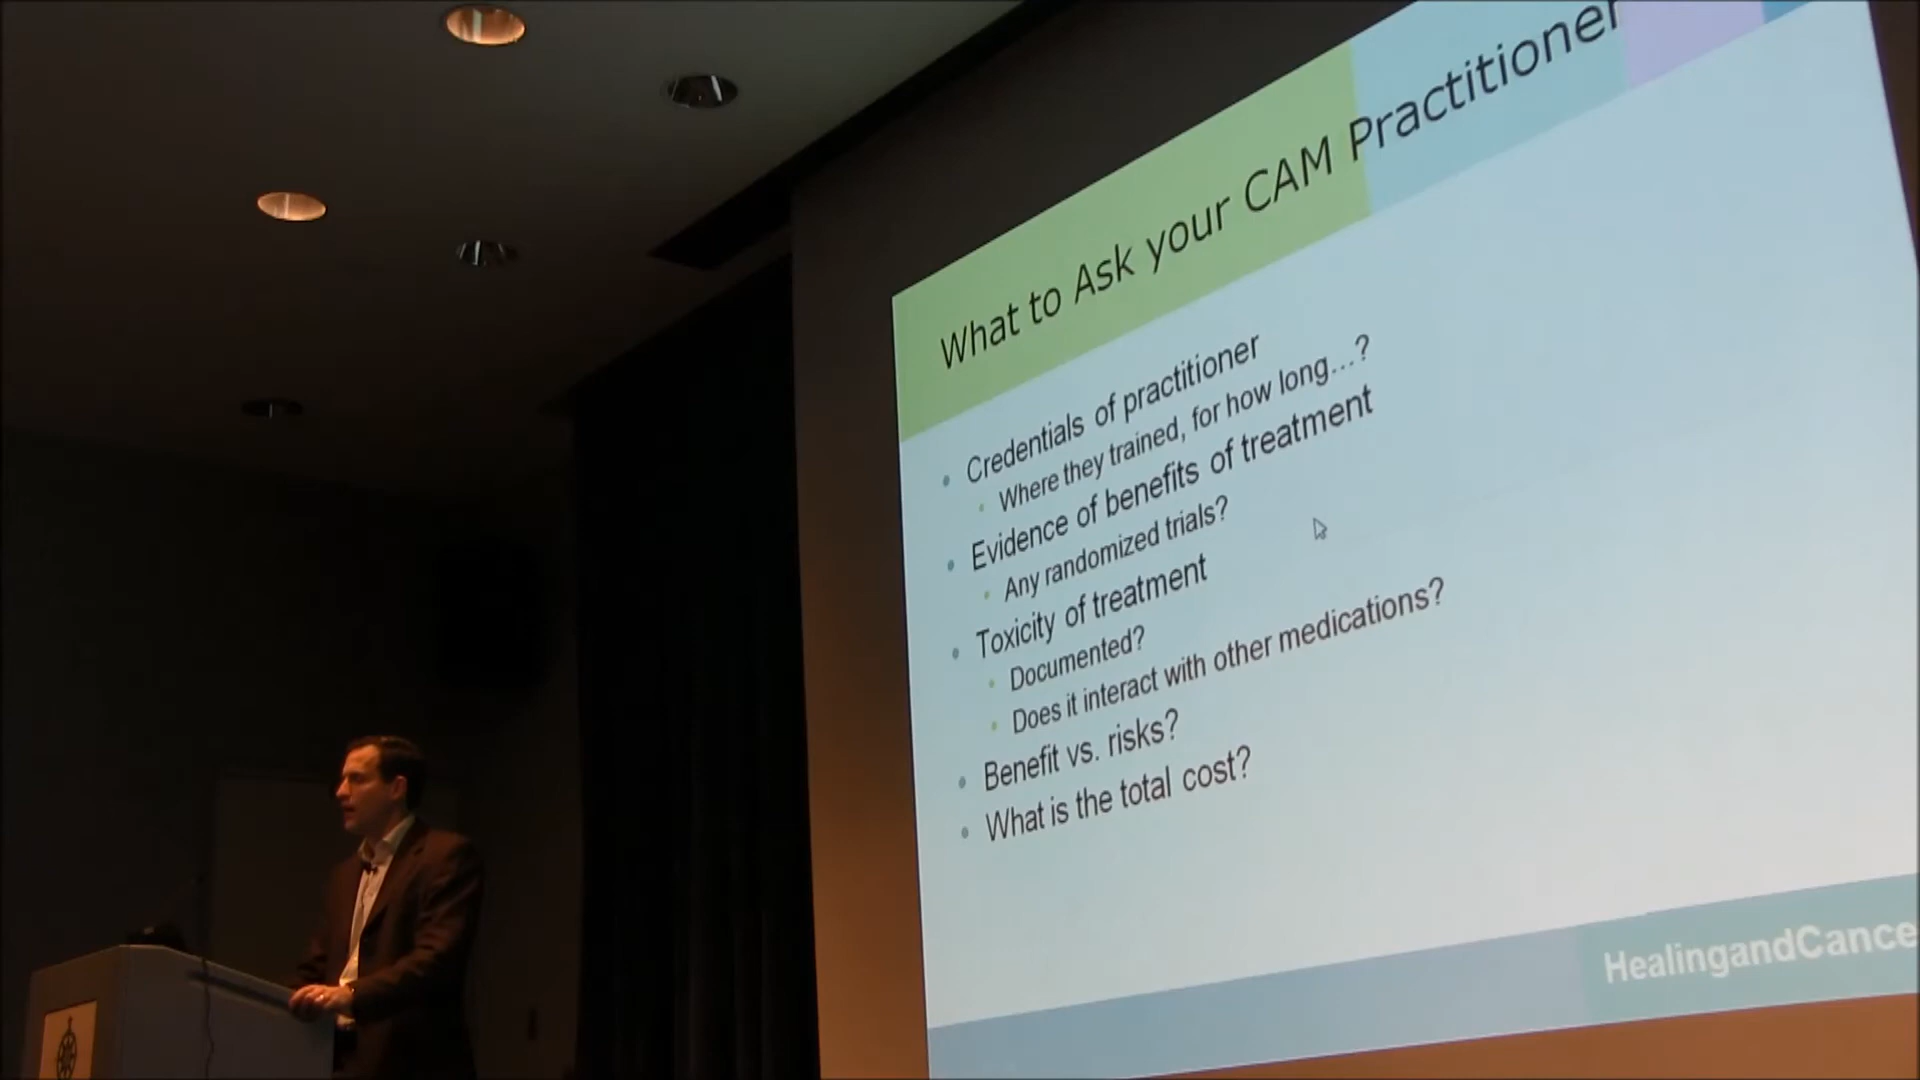 What to Ask your CAM Practitioner
Credentials of practitioner
Where they trained, for how long...?
Evidence of benefits of treatment
Any randomized trials?
Toxicity of treatment
Documented?
Does it interact with other medications?
Benefit vs. risks?
What is the total cost?
HealingandCance